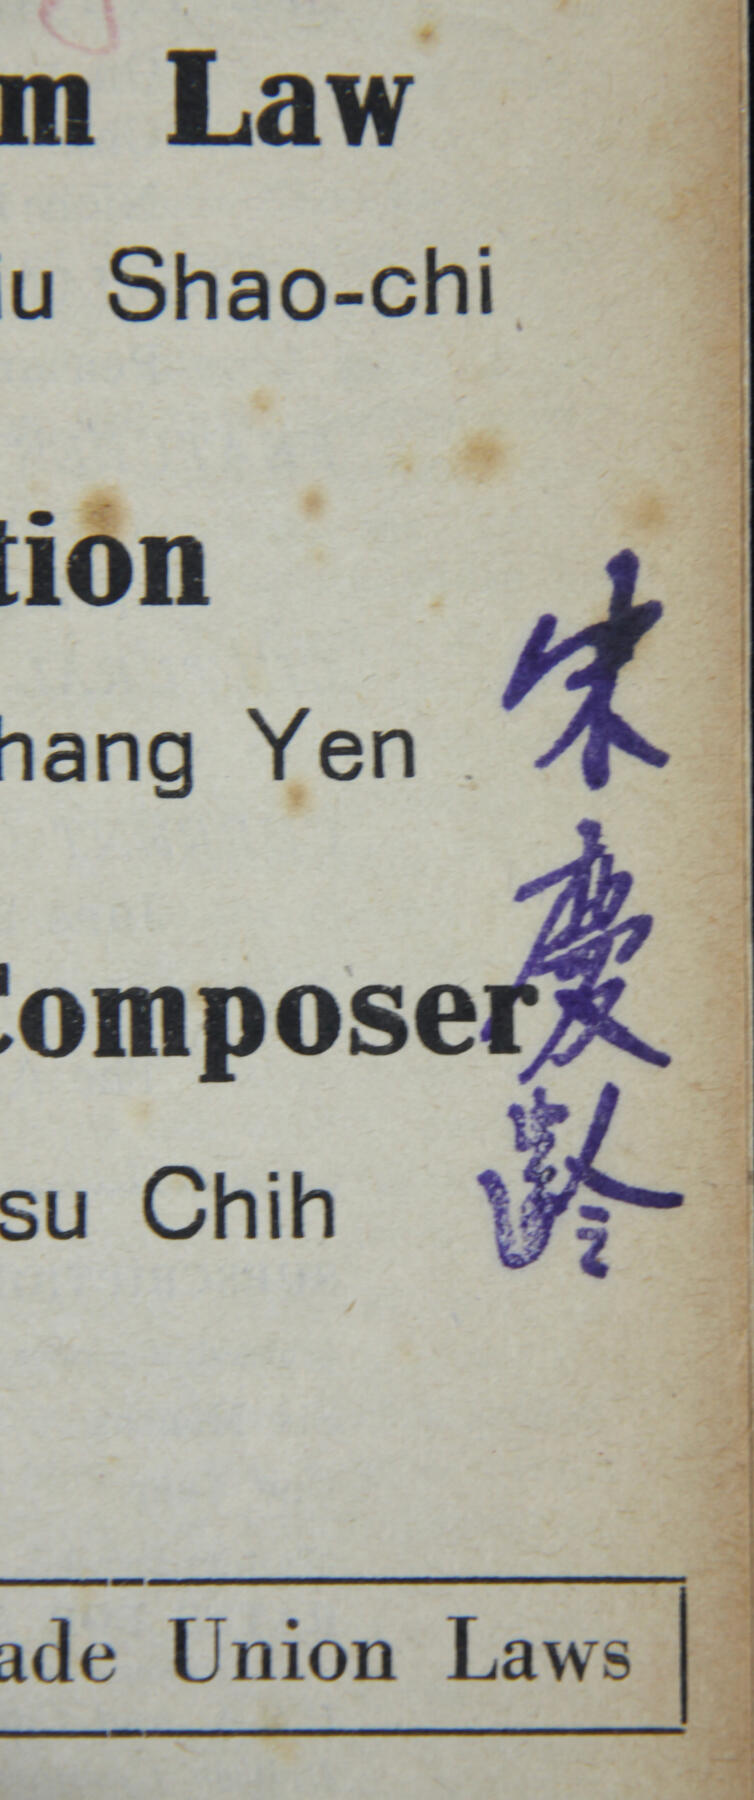 m Law
iu Shao-chi
tion
hang Yen
Composer
su Chih
宋慶齡
ade Union Laws